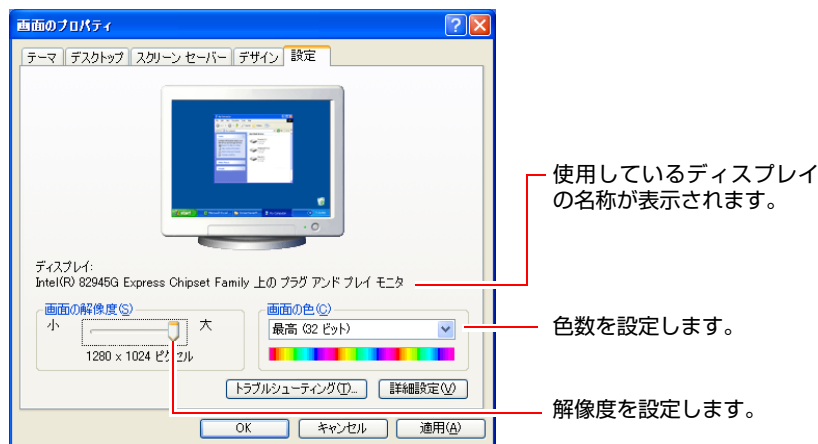 画面のプロパティ
テーマ デスクトップ スクリーン セーバー デザイン 設定
使用しているディスプレイ
の名称が表示されます。
ディスプレイ:
Intel(R) 82945G Express Chipset Family 上の プラグ アンド プレイ モニタ
画面の解像度(S)
小 大
1280 x 1024 ピクセル
画面の色(C)
最高 (32 ビット)
色数を設定します。
トラブルシューティング(T)... 詳細設定(V)
解像度を設定します。
OK キャンセル 適用(A)